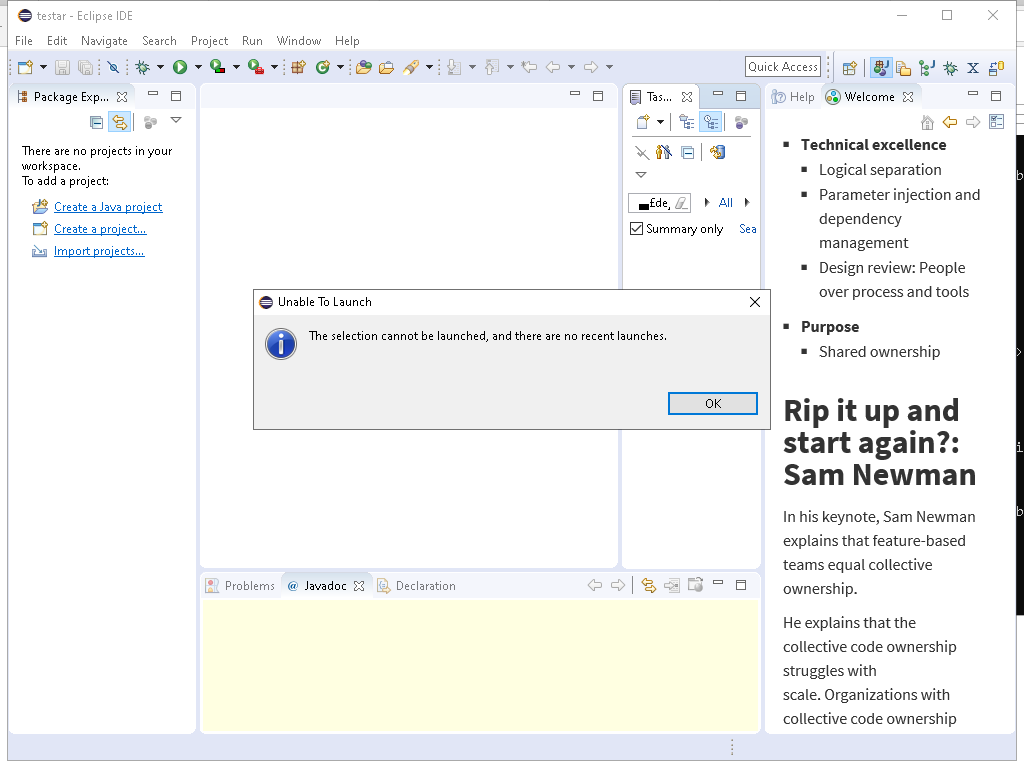 testar - Eclipse IDE
File Edit Navigate Search Project Run Window Help
Quick Access
Package Exp...
Tas...
Help
Welcome
There are no projects in your
workspace.
To add a project:
Create a Java project
Create a project...
Import projects...
All
Summary only
Sea
Technical excellence
Logical separation
Parameter injection and
dependency
management
Design review: People
over process and tools
Purpose
Shared ownership
Rip it up and
start again?:
Sam Newman
In his keynote, Sam Newman
explains that feature-based
teams equal collective
ownership.
He explains that the
collective code ownership
struggles with
scale. Organizations with
collective code ownership
Unable To Launch
The selection cannot be launched, and there are no recent launches.
OK
Problems
@ Javadoc
Declaration